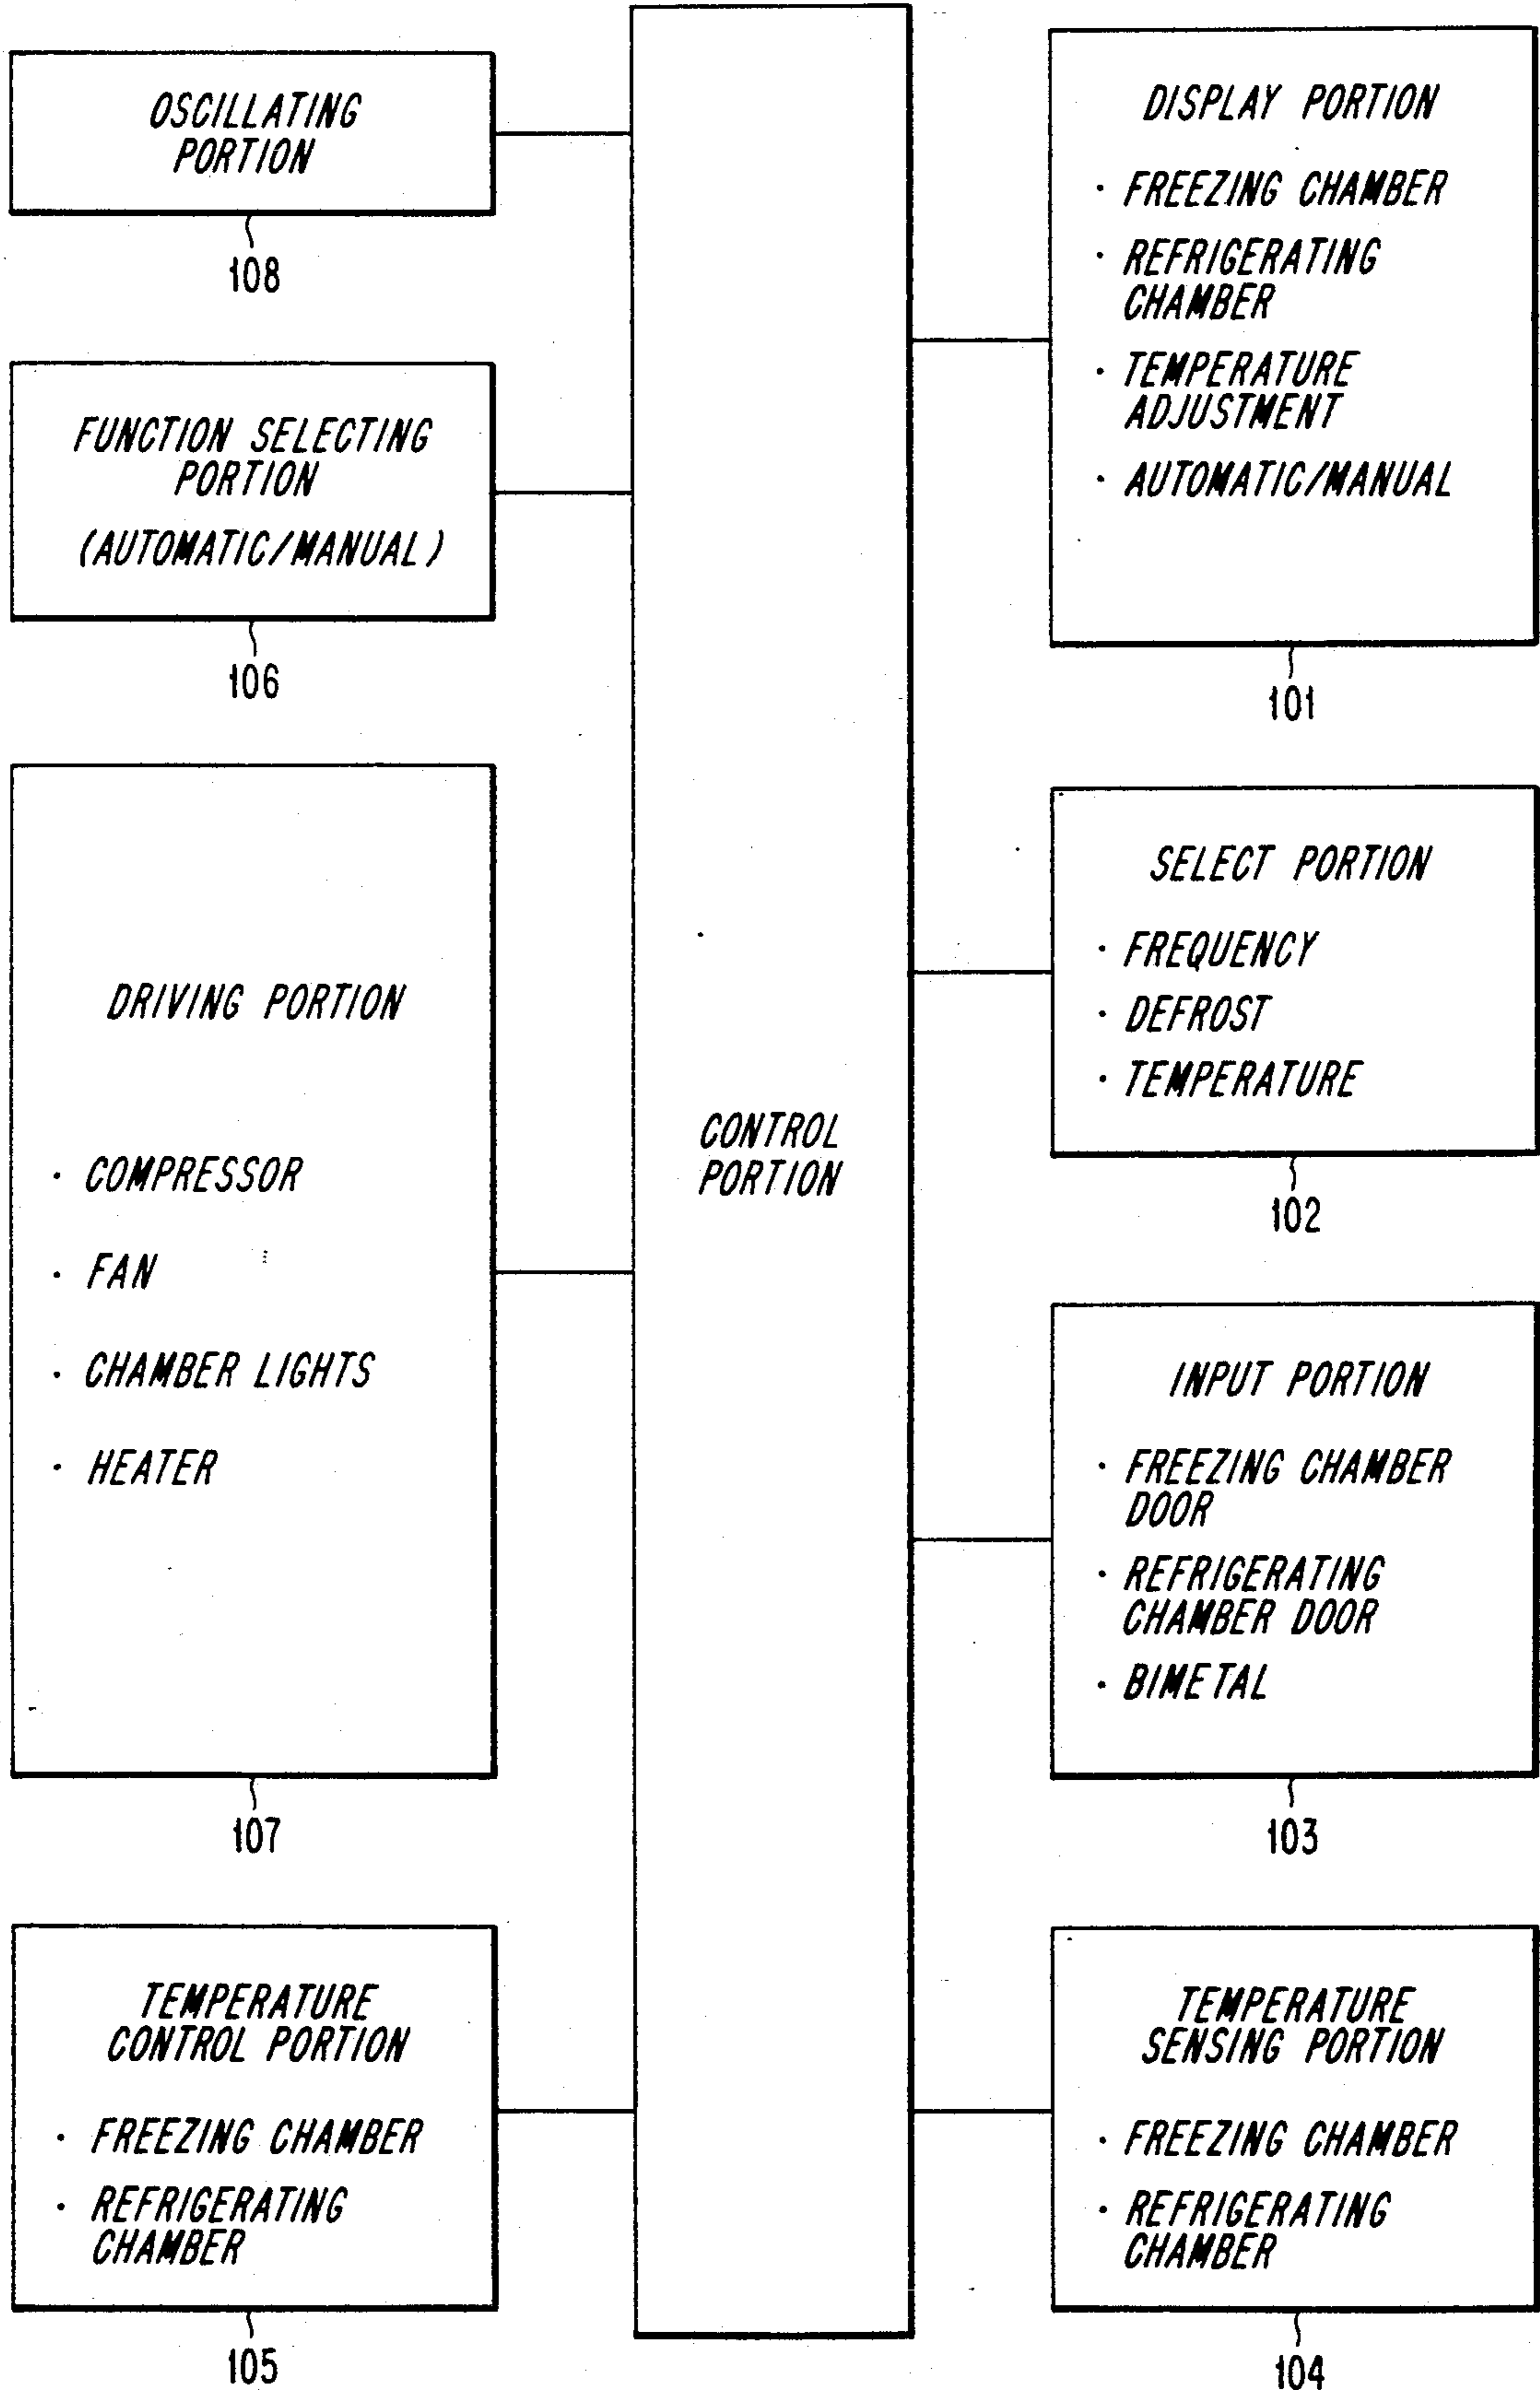 OSCILLATING
PORTION
108
FUNCTION SELECTING
PORTION
(AUTOMATIC/MANUAL)
106
DRIVING PORTION
· COMPRESSOR
· FAN
· CHAMBER LIGHTS
· HEATER
107
TEMPERATURE
CONTROL PORTION
· FREEZING CHAMBER
· REFRIGERATING
CHAMBER
105
CONTROL
PORTION
DISPLAY PORTION
· FREEZING CHAMBER
· REFRIGERATING
CHAMBER
· TEMPERATURE
ADJUSTMENT
· AUTOMATIC/MANUAL
101
SELECT PORTION
· FREQUENCY
· DEFROST
· TEMPERATURE
102
INPUT PORTION
· FREEZING CHAMBER
DOOR
· REFRIGERATING
CHAMBER DOOR
· BIMETAL
103
TEMPERATURE
SENSING PORTION
· FREEZING CHAMBER
· REFRIGERATING
CHAMBER
104